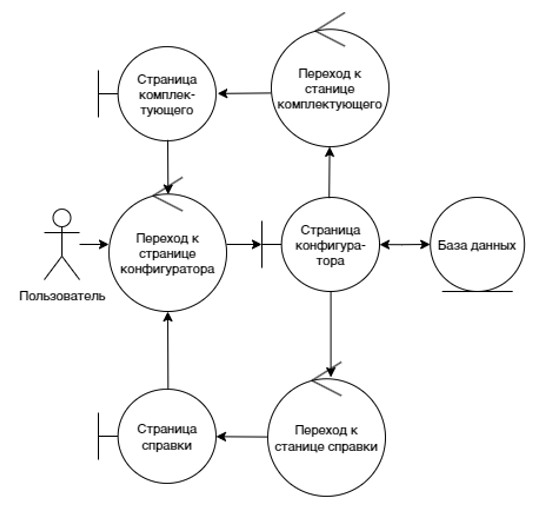 Страница
комплек-
тующего
Переход к
станице
комплектующего
Пользователь
Переход к
странице
конфигуратора
Страница
конфигура-
тора
База данных
Страница
справки
Переход к
станице справки